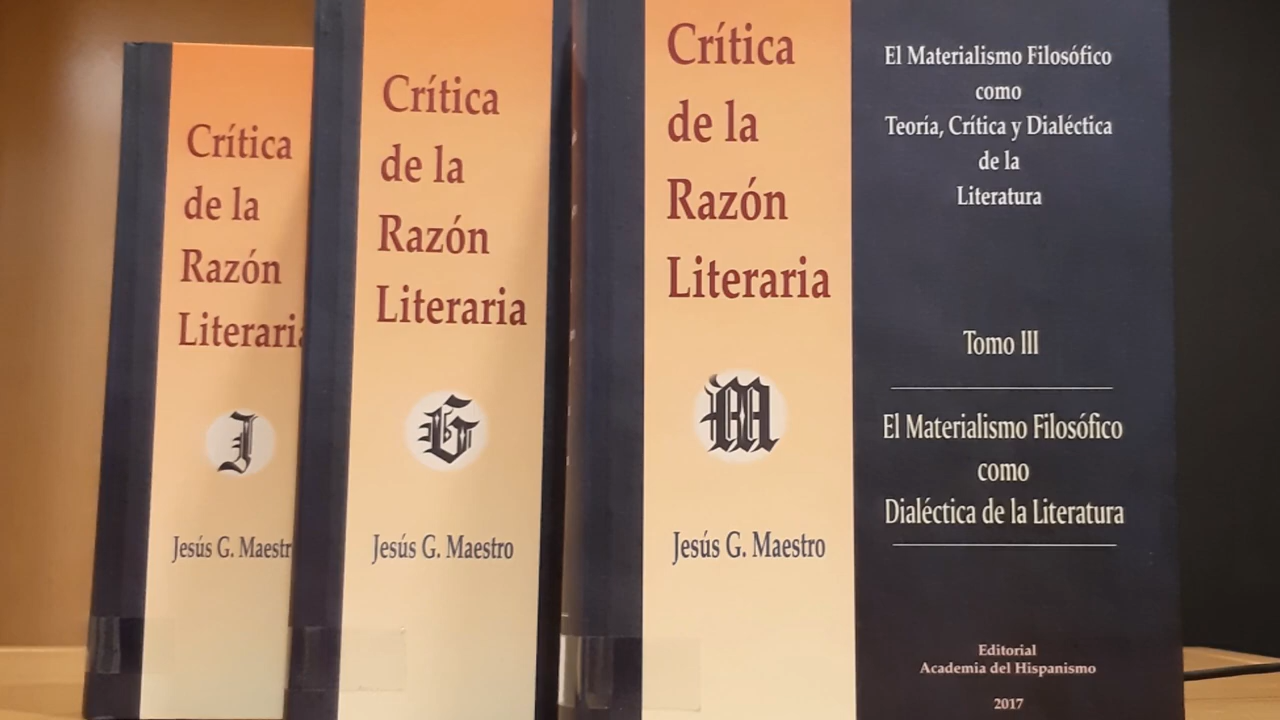 Crítica
de la
Razón
Literaria
J
Jesús G. Maestr
Crítica
de la
Razón
Literaria
G
Jesús G. Maestro
Crítica
de la
Razón
Literaria
M
Jesús G. Maestro
El Materialismo Filosófico
como
Teoría, Crítica y Dialéctica
de la
Literatura
Tomo III
El Materialismo Filosófico
como
Dialéctica de la Literatura
Editorial
Academia del Hispanismo
2017